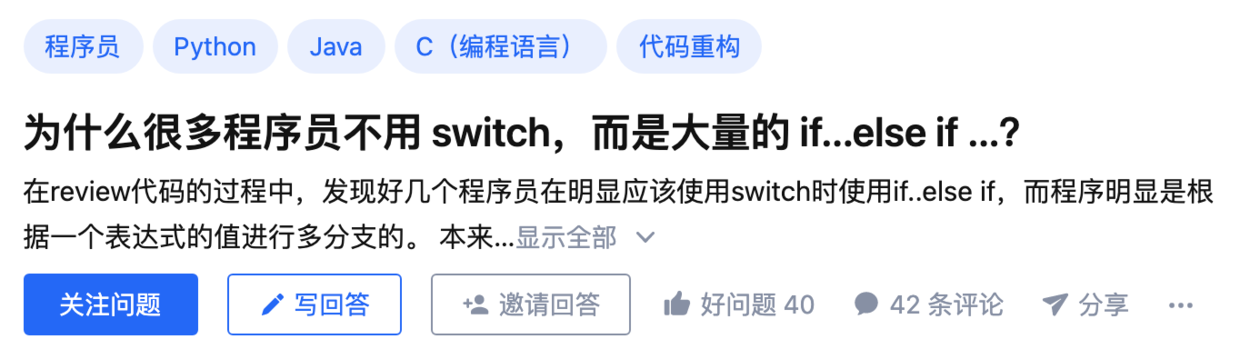 程序员 Python Java C（编程语言） 代码重构
为什么很多程序员不用 switch，而是大量的 if...else if ...?
在review代码的过程中，发现好几个程序员在明显应该使用switch时使用if..else if，而程序明显是根
据一个表达式的值进行多分支的。 本来...显示全部
关注问题 写回答 邀请回答 好问题 40 42 条评论 分享 ...